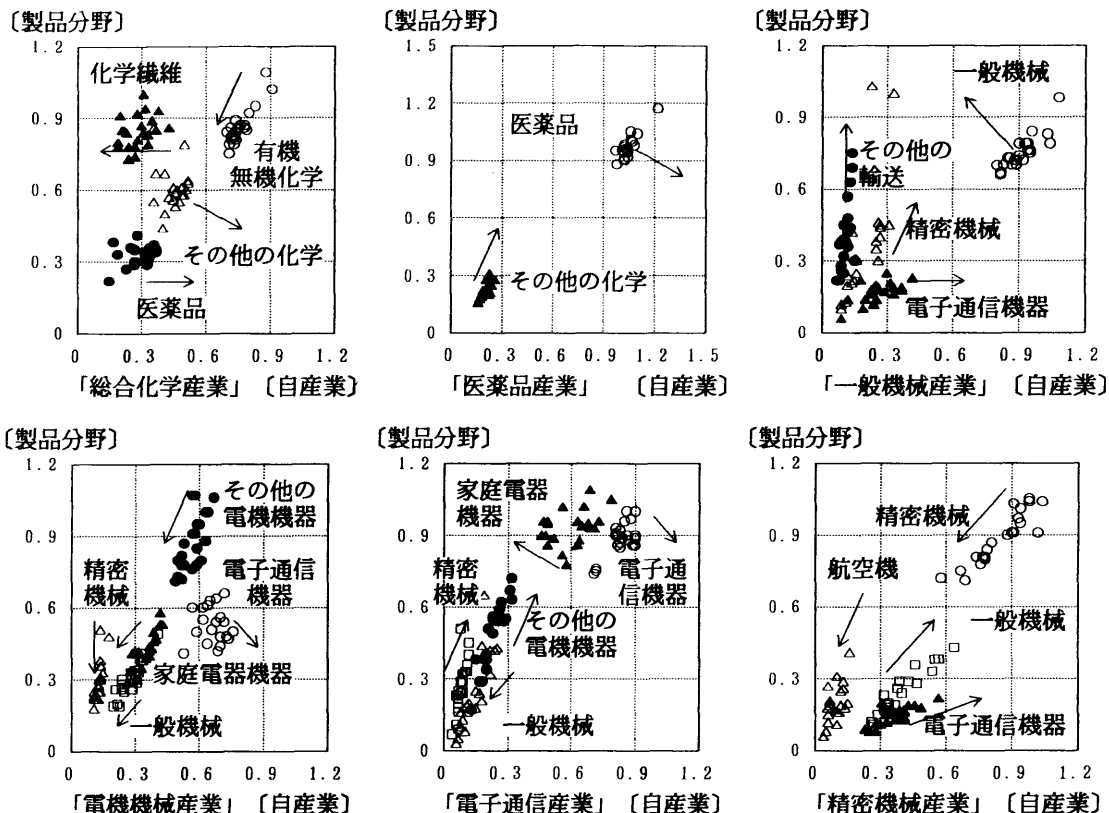 〔製品分野〕
1.2
0.9
0.6
0.3
0
化学繊維
有機
無機化学
その他の化学
医薬品
0 0.3 0.6 0.9 1.2
「総合化学産業」〔自産業〕
〔製品分野〕
1.5
1.2
0.9
0.6
0.3
0
医薬品
その他の化学
0 0.3 0.6 0.9 1.2 1.5
「医薬品産業」〔自産業〕
〔製品分野〕
1.2
0.9
0.6
0.3
0
一般機械
その他の
輸送
精密機械
電子通信機器
0 0.3 0.6 0.9 1.2
「一般機械産業」〔自産業〕
〔製品分野〕
1.2
0.9
0.6
0.3
0
その他の
電機機器
精密
機械
電子通信
機器
家庭電器機器
一般機械
0 0.3 0.6 0.9 1.2
「電機機械産業」〔自産業〕
〔製品分野〕
1.2
0.9
0.6
0.3
0
家庭電器
機器
精密
機械
電子通
信機器
その他の
電機機器
一般機械
0 0.3 0.6 0.9 1.2
「電子通信産業」〔自産業〕
〔製品分野〕
1.2
0.9
0.6
0.3
0
精密機械
航空機
一般機械
電子通信機器
0 0.3 0.6 0.9 1.2
「精密機械産業」〔自産業〕